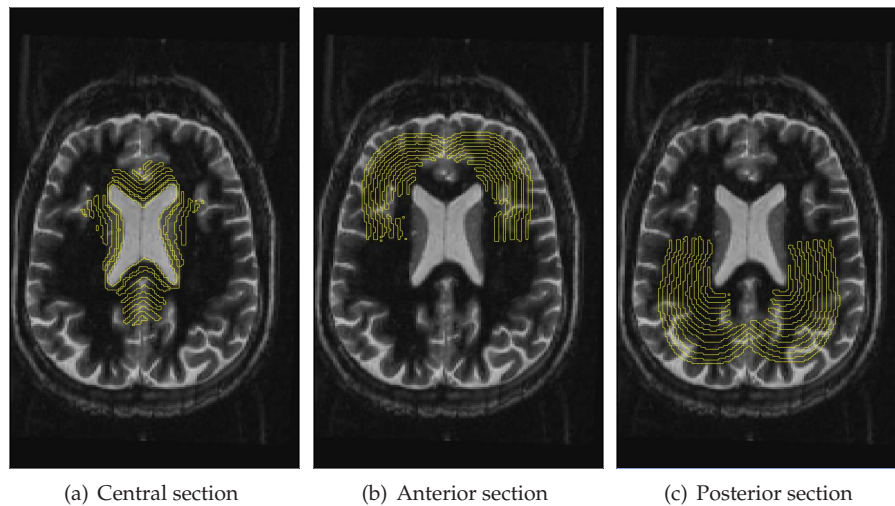 (a) Central section
(b) Anterior section
(c) Posterior section